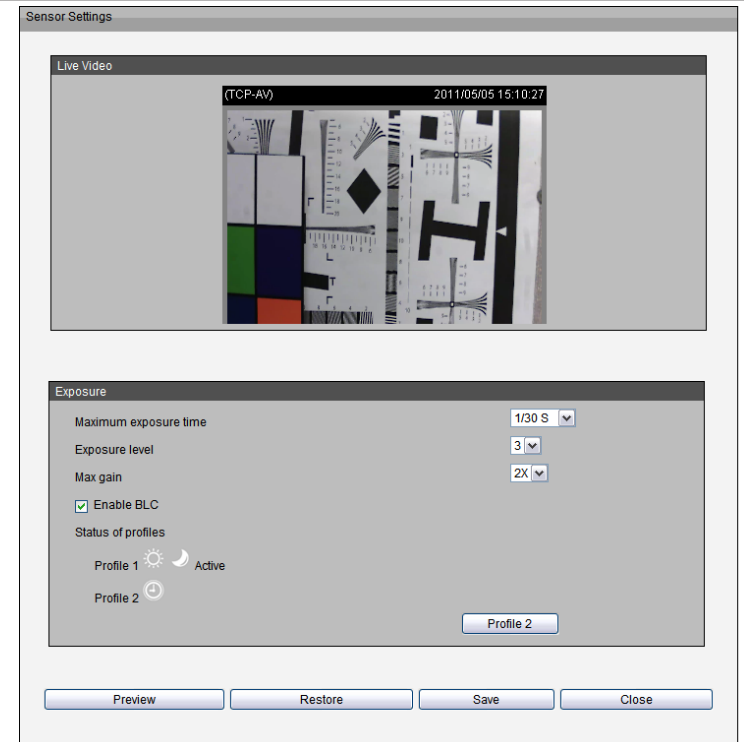 Sensor Settings
Live Video
(TCP-AV) 2011/05/05 15:10:27
Exposure
Maximum exposure time 1/30 S
Exposure level 3
Max gain 2X
Enable BLC
Status of profiles
Profile 1 Active
Profile 2
Profile 2
Preview Restore Save Close